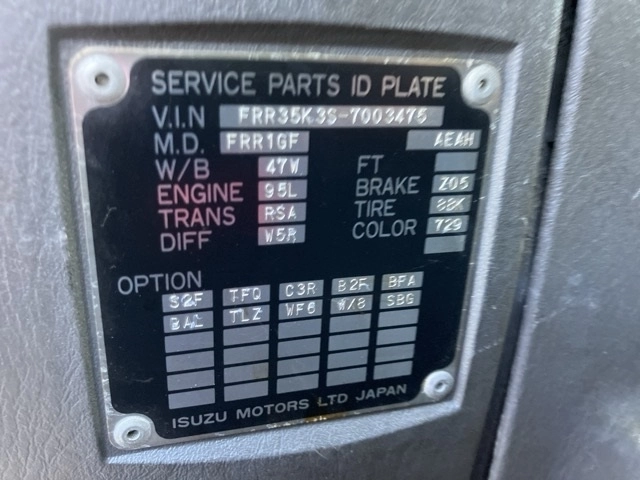 SERVICE PARTS ID PLATE
V.I.N FRR35K3S-7003475
M.D. FRR1GF AEAH
W/B 47W FT
ENGINE 95L BRAKE Z05
TRANS RSA TIRE 88K
DIFF W5R COLOR 729
OPTION
S2F TFQ C3R B2R BFA
BAL TLZ WF6 W/8 SBG
ISUZU MOTORS LTD JAPAN